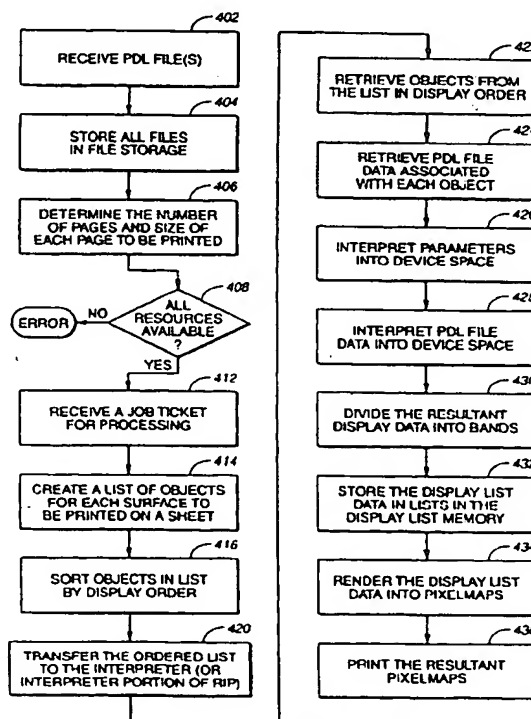 402
RECEIVE PDL FILE(S)
404
STORE ALL FILES
IN FILE STORAGE
406
DETERMINE THE NUMBER
OF PAGES AND SIZE OF
EACH PAGE TO BE PRINTED
408
ALL
RESOURCES
AVAILABLE
?
NO
ERROR
YES
412
RECEIVE A JOB TICKET
FOR PROCESSING
414
CREATE A LIST OF OBJECTS
FOR EACH SURFACE TO
BE PRINTED ON A SHEET
416
SORT OBJECTS IN LIST
BY DISPLAY ORDER
420
TRANSFER THE ORDERED LIST
TO THE INTERPRETER (OR
INTERPRETER PORTION OF RIP)
RETRIEVE OBJECTS FROM
THE LIST IN DISPLAY ORDER
RETRIEVE PDL FILE
DATA ASSOCIATED
WITH EACH OBJECT
INTERPRET PARAMETERS
INTO DEVICE SPACE
INTERPRET PDL FILE
DATA INTO DEVICE SPACE
DIVIDE THE RESULTANT
DISPLAY DATA INTO BANDS
STORE THE DISPLAY LIST
DATA IN LISTS IN THE
DISPLAY LIST MEMORY
RENDER THE DISPLAY LIST
DATA INTO PIXELMAPS
PRINT THE RESULTANT
PIXELMAPS